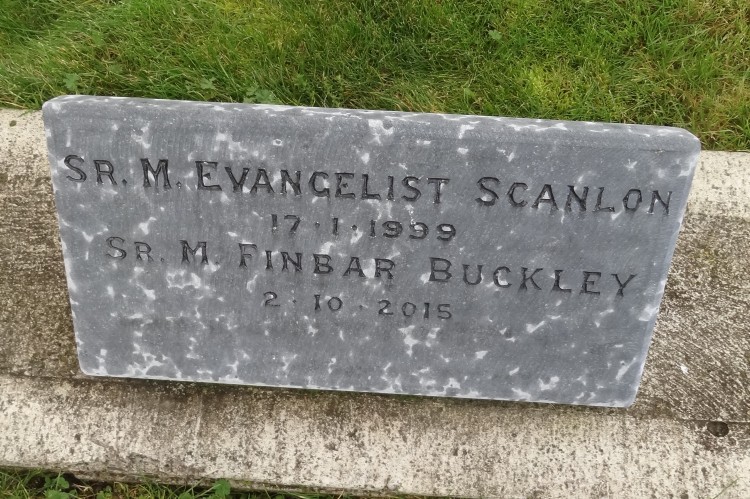 SR. M. EVANGELIST SCANLON
17·1·1999
SR. M. FINBAR BUCKLEY
2·10·2015